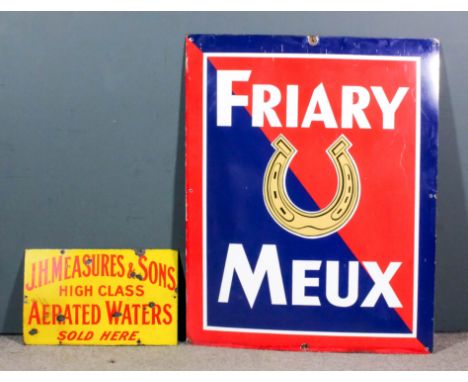 J.H. MEASURES & SONS.
HIGH CLASS
AERATED WATERS
SOLD HERE.
FRIARY
MEUX